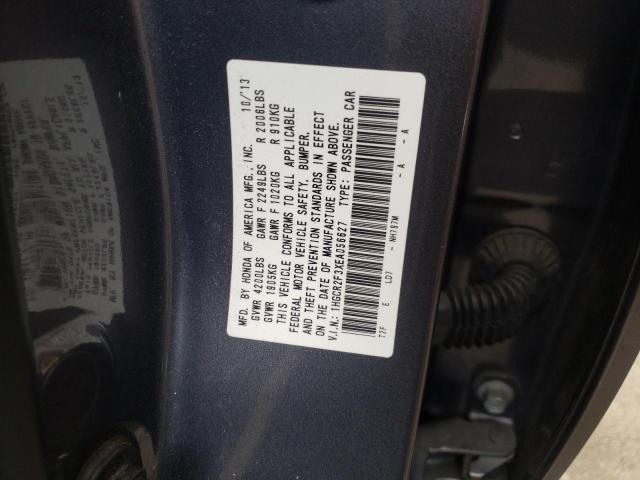 MFD. BY HONDA OF AMERICA MFG., INC. 10/13
GVWR 4200LBS GAWR F 2249LBS R 2006LBS
GVWR 1905KG GAWR F 1020KG R 910KG
THIS VEHICLE CONFORMS TO ALL APPLICABLE
FEDERAL MOTOR VEHICLE SAFETY, BUMPER,
AND THEFT PREVENTION STANDARDS IN EFFECT
ON THE DATE OF MANUFACTURE SHOWN ABOVE.
V.I.N.: 1HGCR2F3XEA056627 TYPE: PASSENGER CAR
T2F E LD7 NH797M - A - A